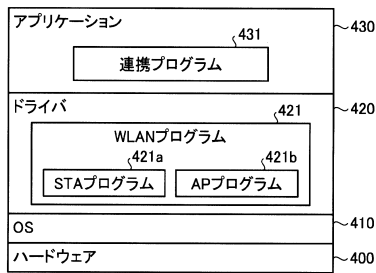 アプリケーション
430
431
連携プログラム
ドライバ
420
421
WLANプログラム
421a
421b
STAプログラム
APプログラム
410
OS
ハードウェア
400